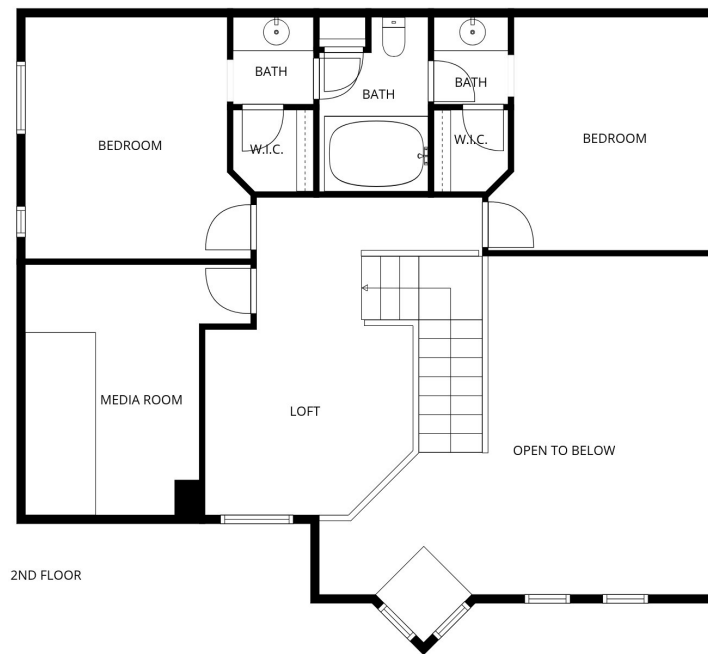 BATH
BATH
BATH
BEDROOM
W.I.C.
W.I.C.
BEDROOM
MEDIA ROOM
LOFT
OPEN TO BELOW
2ND FLOOR